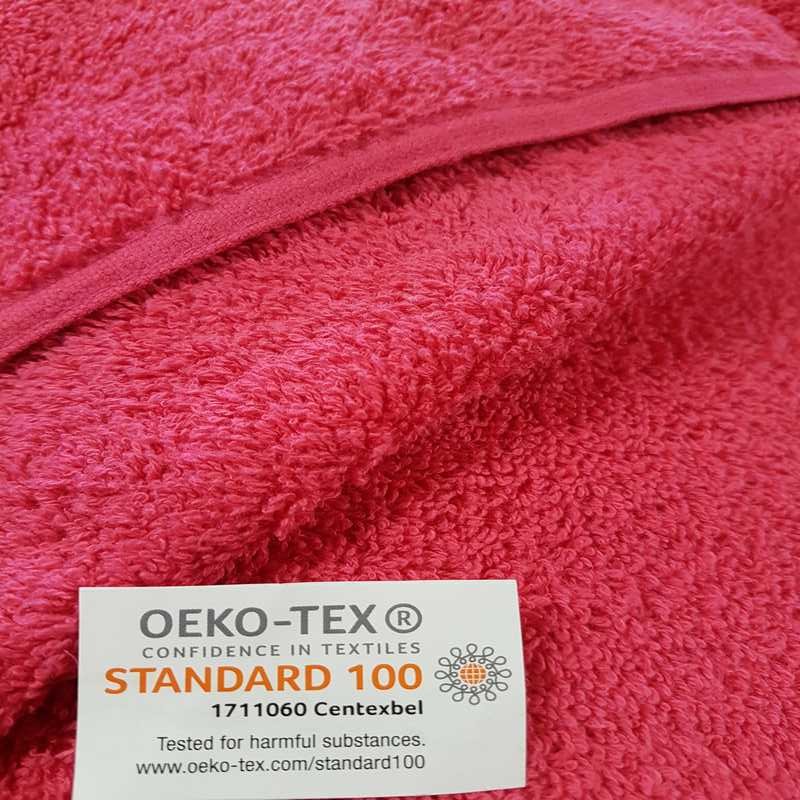 OEKO-TEX®
CONFIDENCE IN TEXTILES
STANDARD 100
1711060 Centexbel
Tested for harmful substances.
www.oeko-tex.com/standard100